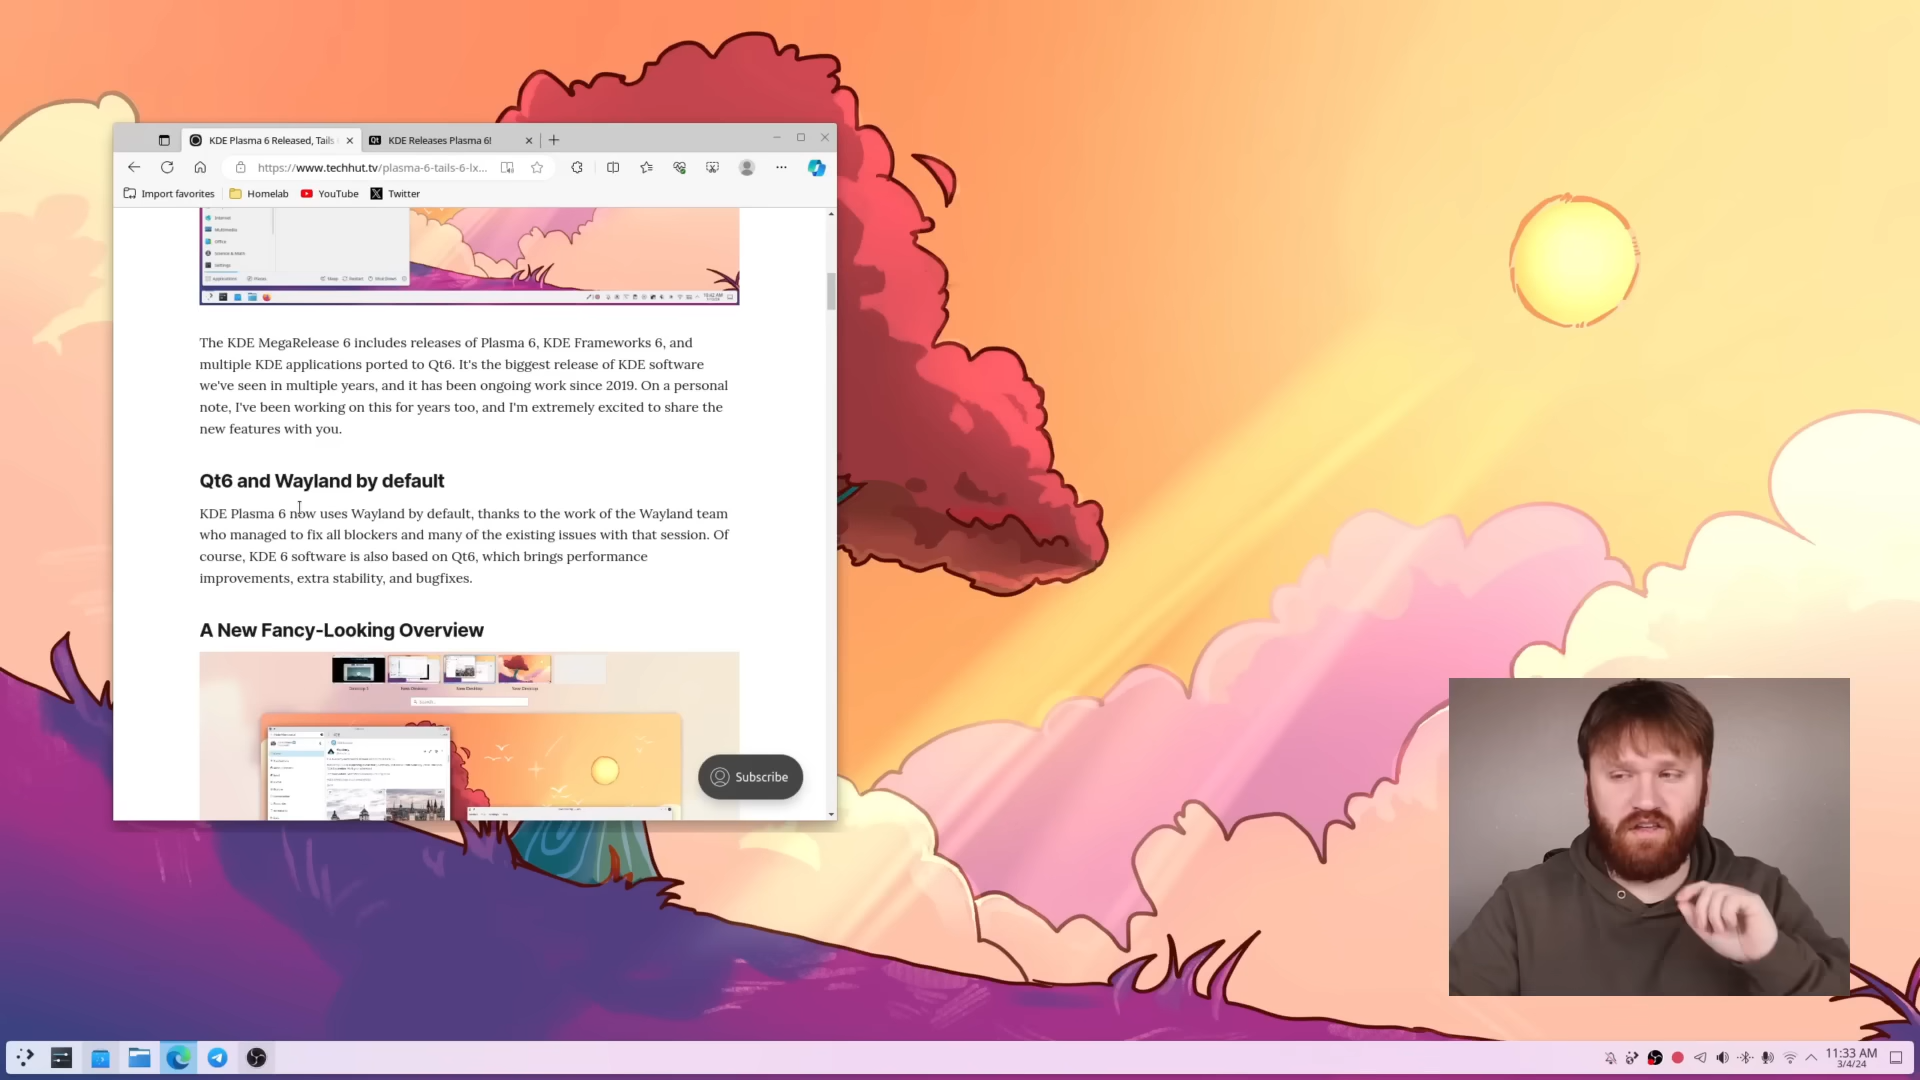 KDE Plasma 6 Released, Tails
KDE Releases Plasma 6!
https://www.techhut.tv/plasma-6-tails-6-lx...
Import favorites
Homelab
YouTube
Twitter
Internet
Multimedia
Office
Science & Math
Settings
The KDE MegaRelease 6 includes releases of Plasma 6, KDE Frameworks 6, and
multiple KDE applications ported to Qt6. It's the biggest release of KDE software
we've seen in multiple years, and it has been ongoing work since 2019. On a personal
note, I've been working on this for years too, and I'm extremely excited to share the
new features with you.
Qt6 and Wayland by default
KDE Plasma 6 now uses Wayland by default, thanks to the work of the Wayland team
who managed to fix all blockers and many of the existing issues with that session. Of
course, KDE 6 software is also based on Qt6, which brings performance
improvements, extra stability, and bugfixes.
A New Fancy-Looking Overview
Subscribe
11:33 AM
3/4/24